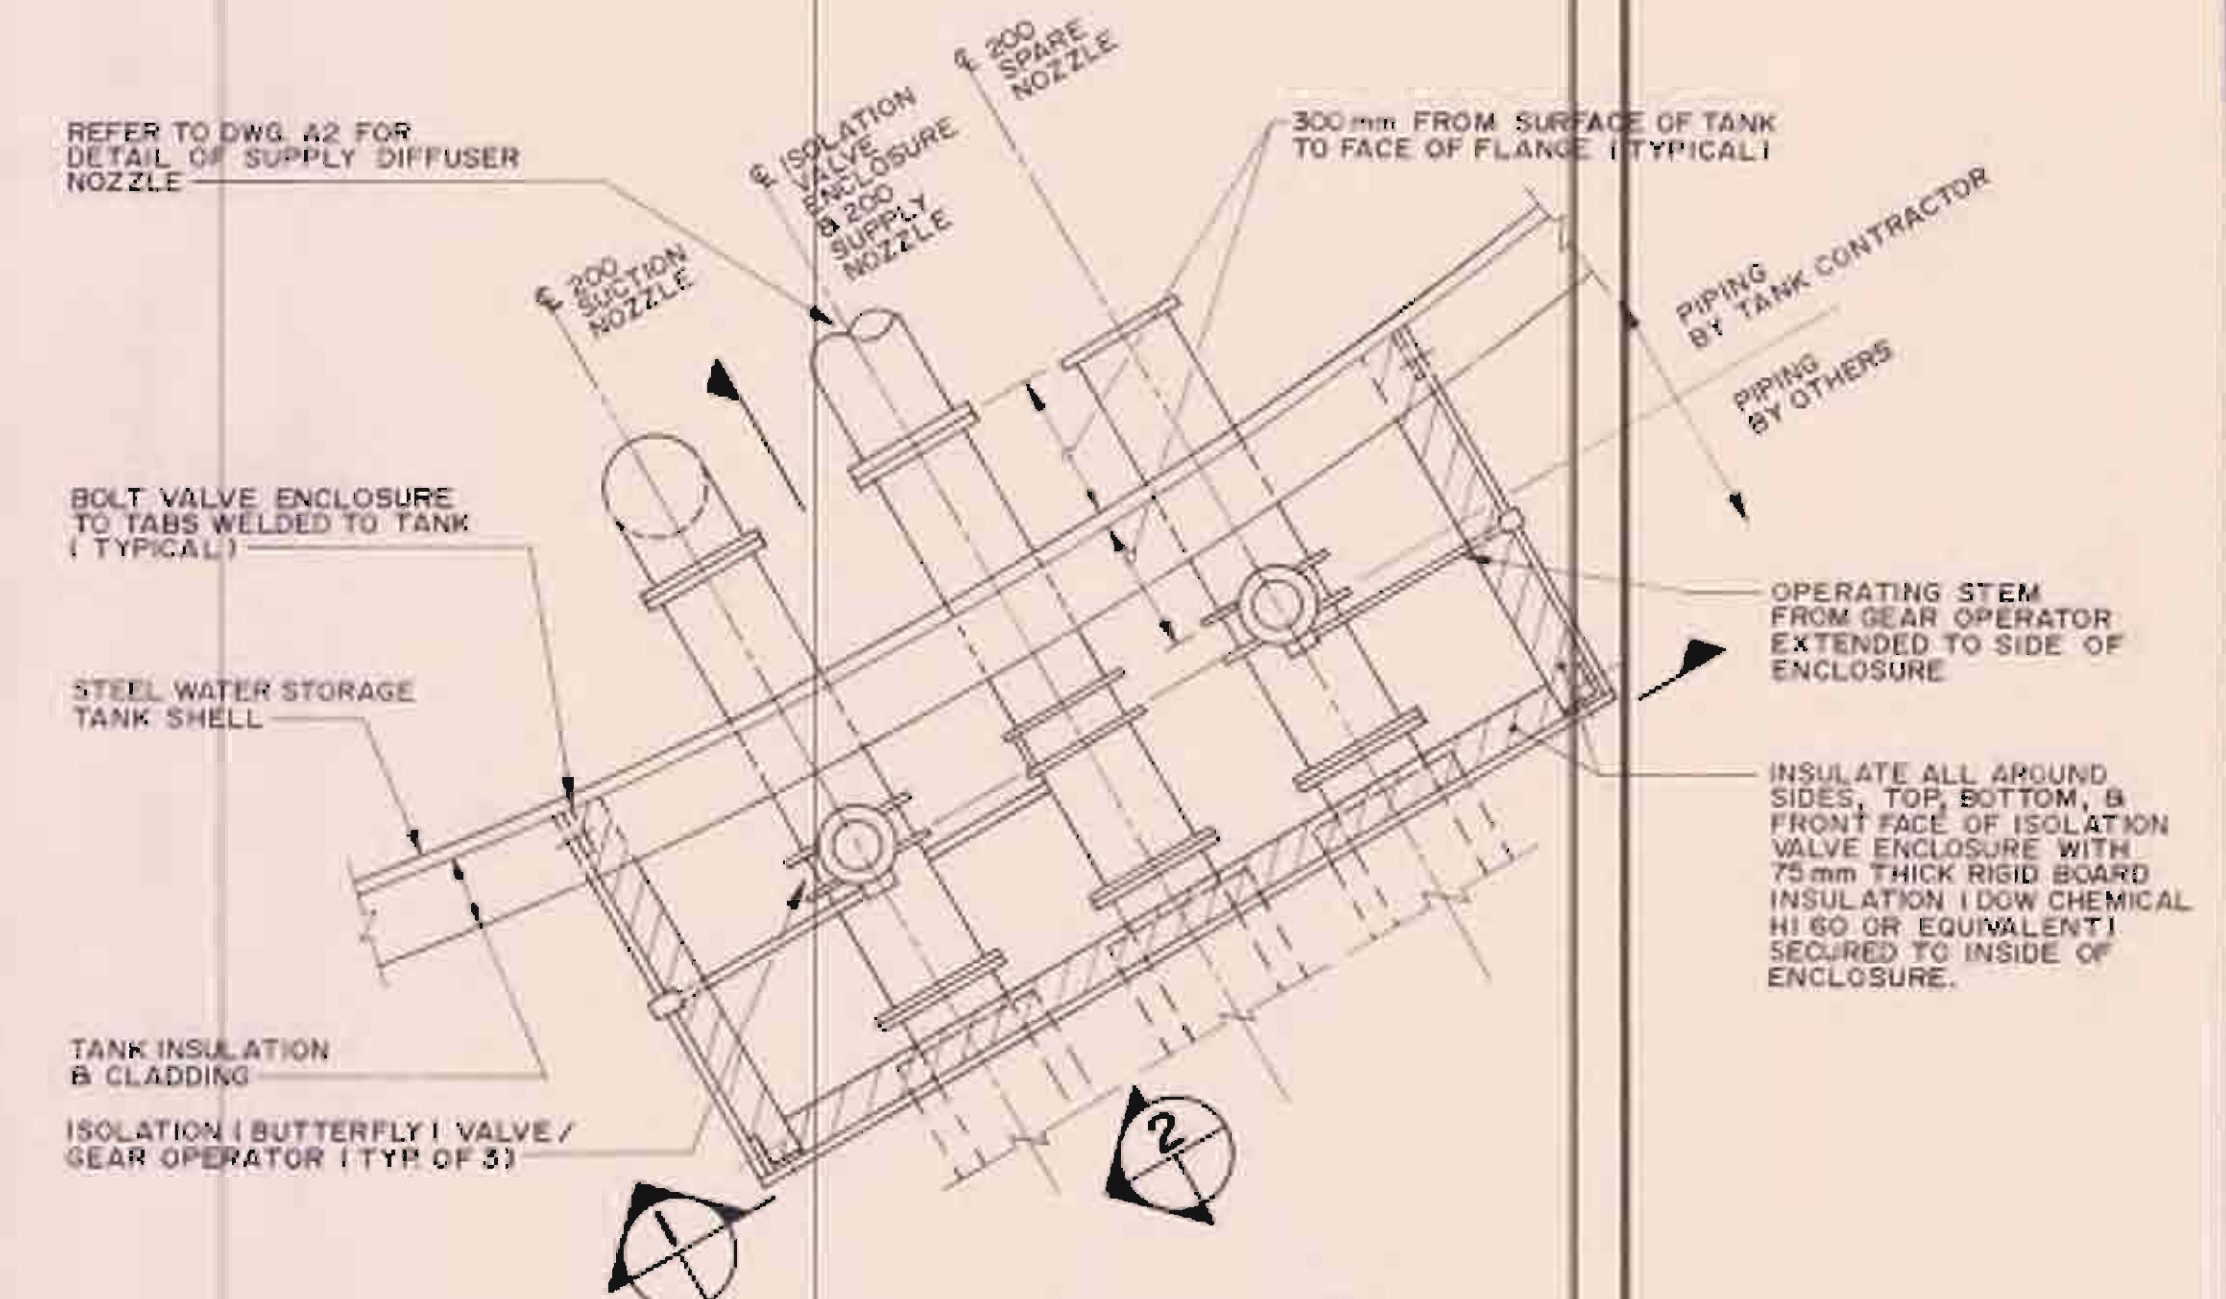 REFER TO DWG. A2 FOR
DETAIL OF SUPPLY DIFFUSER
NOZZLE
℄ 200
SUCTION
NOZZLE
℄ ISOLATION
VALVE
ENCLOSURE
& 200
SUPPLY
NOZZLE
℄ 200
SPARE
NOZZLE
300 mm FROM SURFACE OF TANK
TO FACE OF FLANGE (TYPICAL)
PIPING
BY TANK CONTRACTOR
PIPING
BY OTHERS
BOLT VALVE ENCLOSURE
TO TABS WELDED TO TANK
(TYPICAL)
STEEL WATER STORAGE
TANK SHELL
TANK INSULATION
& CLADDING
ISOLATION (BUTTERFLY) VALVE /
GEAR OPERATOR (TYP. OF 3)
OPERATING STEM
FROM GEAR OPERATOR
EXTENDED TO SIDE OF
ENCLOSURE
INSULATE ALL AROUND
SIDES, TOP, BOTTOM, &
FRONT FACE OF ISOLATION
VALVE ENCLOSURE WITH
75 mm THICK RIGID BOARD
INSULATION (DOW CHEMICAL
HI 60 OR EQUIVALENT)
SECURED TO INSIDE OF
ENCLOSURE.
2
1